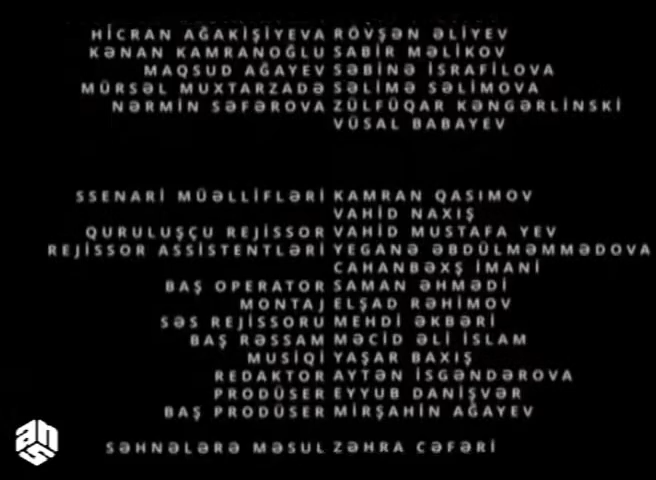 HİCRAN AĞAKİŞİYEVA RÖVŞƏN ƏLİYEV
KƏNAN KAMRANOĞLU SABİR MƏLİKOV
MAQSUD AĞAYEV SƏBİNƏ İSRAFİLOVA
MÜRSƏL MUXTARZADƏ SƏLİMƏ SƏLİMOVA
NƏRMİN SƏFƏROVA ZÜLFÜQAR KƏNGƏRLİNSKİ
VÜSAL BABAYEV
SSENARİ MÜƏLLİFLƏRİ KAMRAN QASIMOV
VAHİD NAXIŞ
QURULUŞÇU REJİSSOR VAHİD MUSTAFA YEV
REJİSSOR ASSİSTENTLƏRİ YEGANƏ ƏBDÜLMƏMMƏDOVA
CAHANBƏXŞ İMANİ
BAŞ OPERATOR SAMAN ƏHMƏDİ
MONTAJ ELŞAD RƏHİMOV
SƏS REJİSSORU MEHDİ ƏKBƏRİ
BAŞ RƏSSAM MƏCİD ƏLİ İSLAM
MUSİQİ YAŞAR BAXIŞ
REDAKTOR AYTƏN İSGƏNDƏROVA
PRODÜSER EYYUB DANİŞVƏR
BAŞ PRODÜSER MİRŞAHİN AĞAYEV
SƏHNƏLƏRƏ MƏSUL ZƏHRA CƏFƏRİ
ans